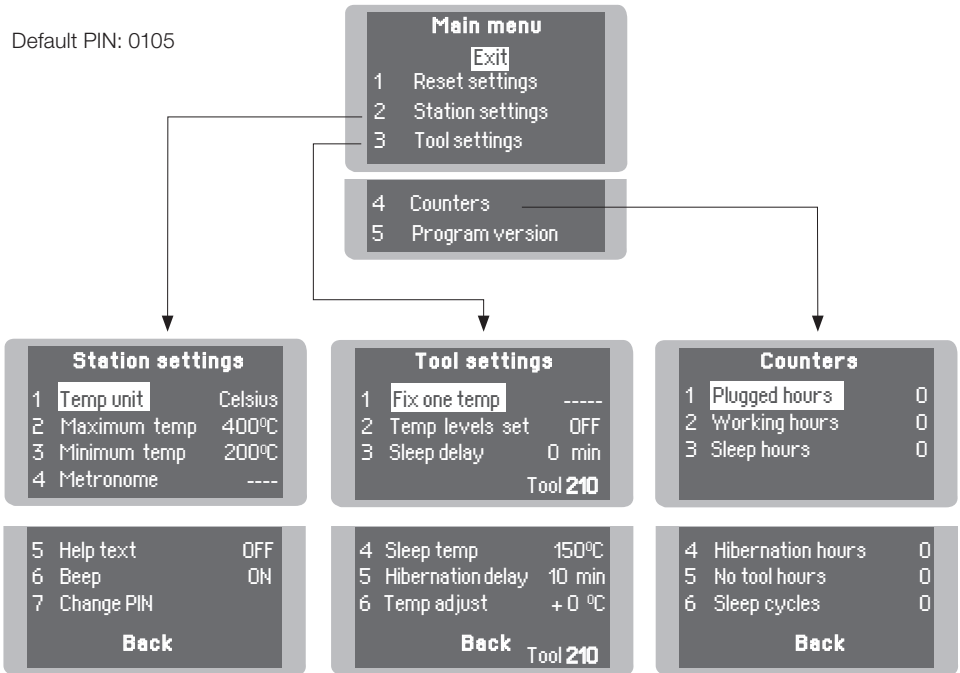 Default PIN: 0105
Main menu
Exit
1 Reset settings
2 Station settings
3 Tool settings
4 Counters
5 Program version
Station settings
1 Temp unit Celsius
2 Maximum temp 400ºC
3 Minimum temp 200ºC
4 Metronome ----
5 Help text OFF
6 Beep ON
7 Change PIN
Back
Tool settings
1 Fix one temp -----
2 Temp levels set OFF
3 Sleep delay 0 min
Tool 210
4 Sleep temp 150ºC
5 Hibernation delay 10 min
6 Temp adjust +0 ºC
Back
Tool 210
Counters
1 Plugged hours 0
2 Working hours 0
3 Sleep hours 0
4 Hibernation hours 0
5 No tool hours 0
6 Sleep cycles 0
Back